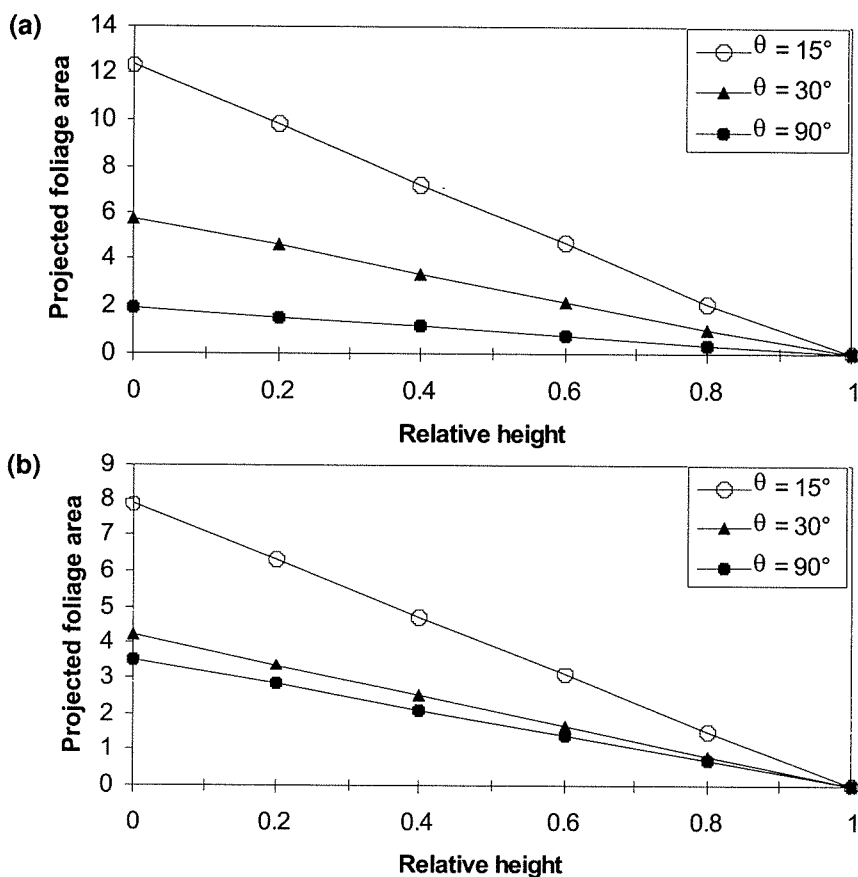 (a)
Projected foliage area
14
12
10
8
6
4
2
0
0 0.2 0.4 0.6 0.8 1
Relative height
θ = 15°
θ = 30°
θ = 90°
(b)
Projected foliage area
9
8
7
6
5
4
3
2
1
0
0 0.2 0.4 0.6 0.8 1
Relative height
θ = 15°
θ = 30°
θ = 90°